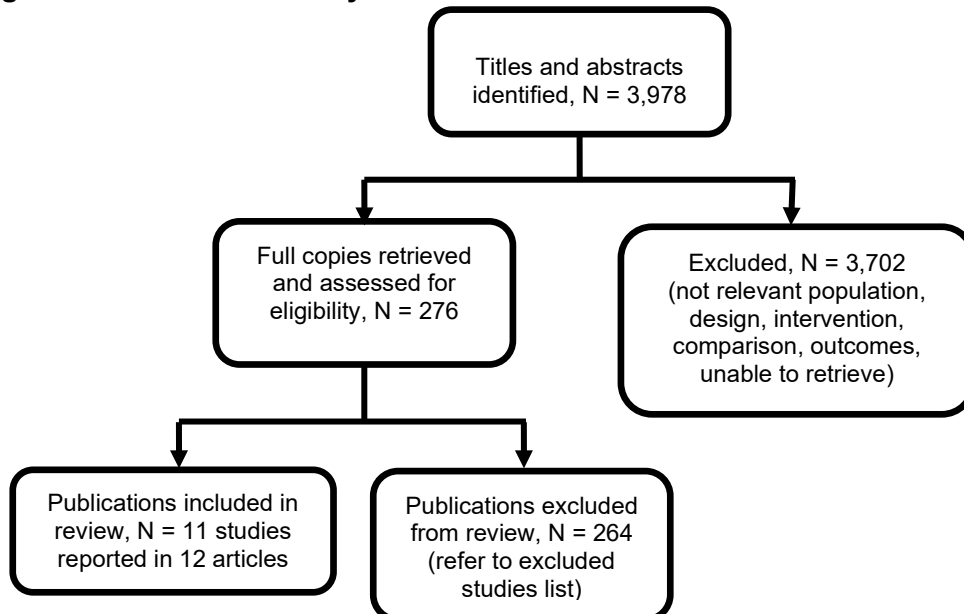 Titles and abstracts
identified, N = 3,978
Full copies retrieved
and assessed for
eligibility, N = 276
Excluded, N = 3,702
(not relevant population,
design, intervention,
comparison, outcomes,
unable to retrieve)
Publications included in
review, N = 11 studies
reported in 12 articles
Publications excluded
from review, N = 264
(refer to excluded
studies list)